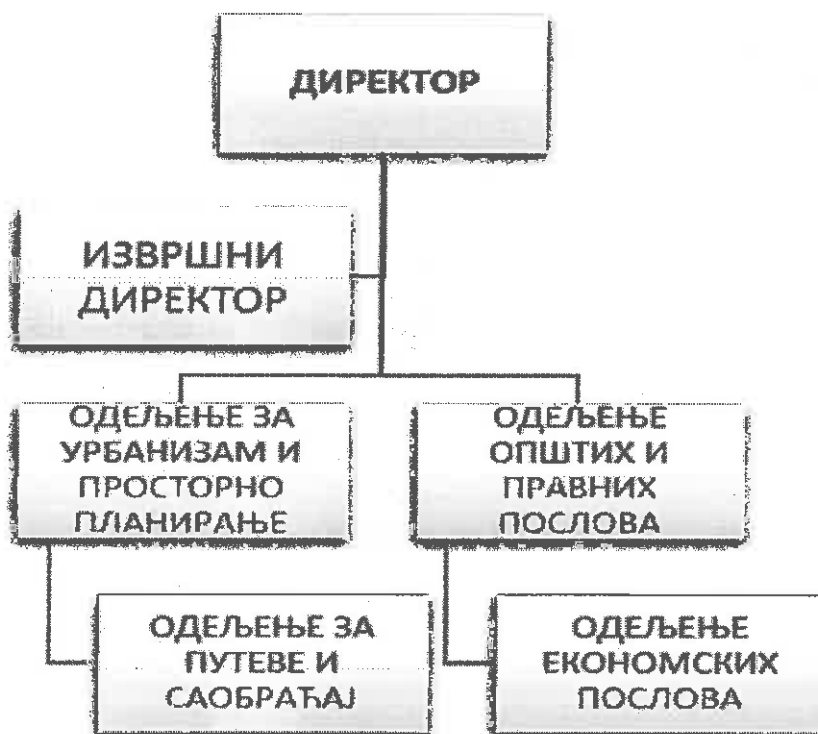 ДИРЕКТОР
ИЗВРШНИ
ДИРЕКТОР
ОДЕЉЕЊЕ ЗА
УРБАНИЗАМ И
ПРОСТОРНО
ПЛАНИРАЊЕ
ОДЕЉЕЊЕ
ОПШТИХ И
ПРАВНИХ
ПОСЛОВА
ОДЕЉЕЊЕ ЗА
ПУТЕВЕ И
САОБРАЋАЈ
ОДЕЉЕЊЕ
ЕКОНОМСКИХ
ПОСЛОВА